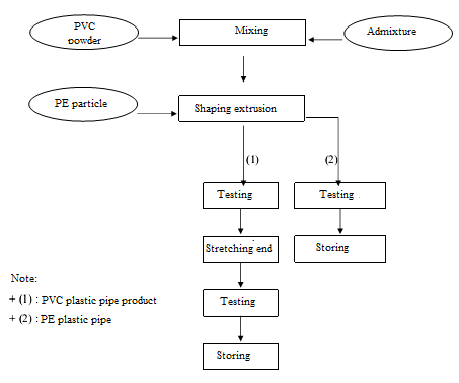 PVC
powder
Mixing
Admixture
PE particle
Shaping extrusion
(1)
(2)
Testing
Testing
Stretching end
Storing
Note:
+ (1) : PVC plastic pipe product
+ (2) : PE plastic pipe
Testing
Storing